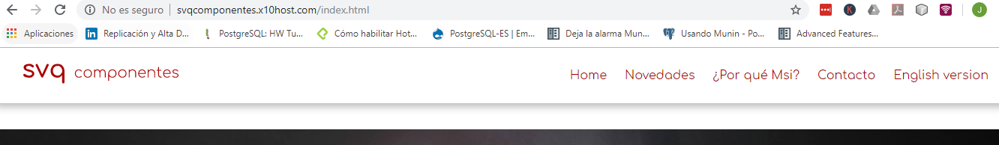 No es seguro svqcomponentes.x10host.com/index.html
J
Aplicaciones Replicación y Alta D... PostgreSQL: HW Tu... Cómo habilitar Hot... PostgreSQL-ES | Em... Deja la alarma Mun... Usando Munin - Po... Advanced Features...
svq componentes Home Novedades ¿Por qué Msi? Contacto English version